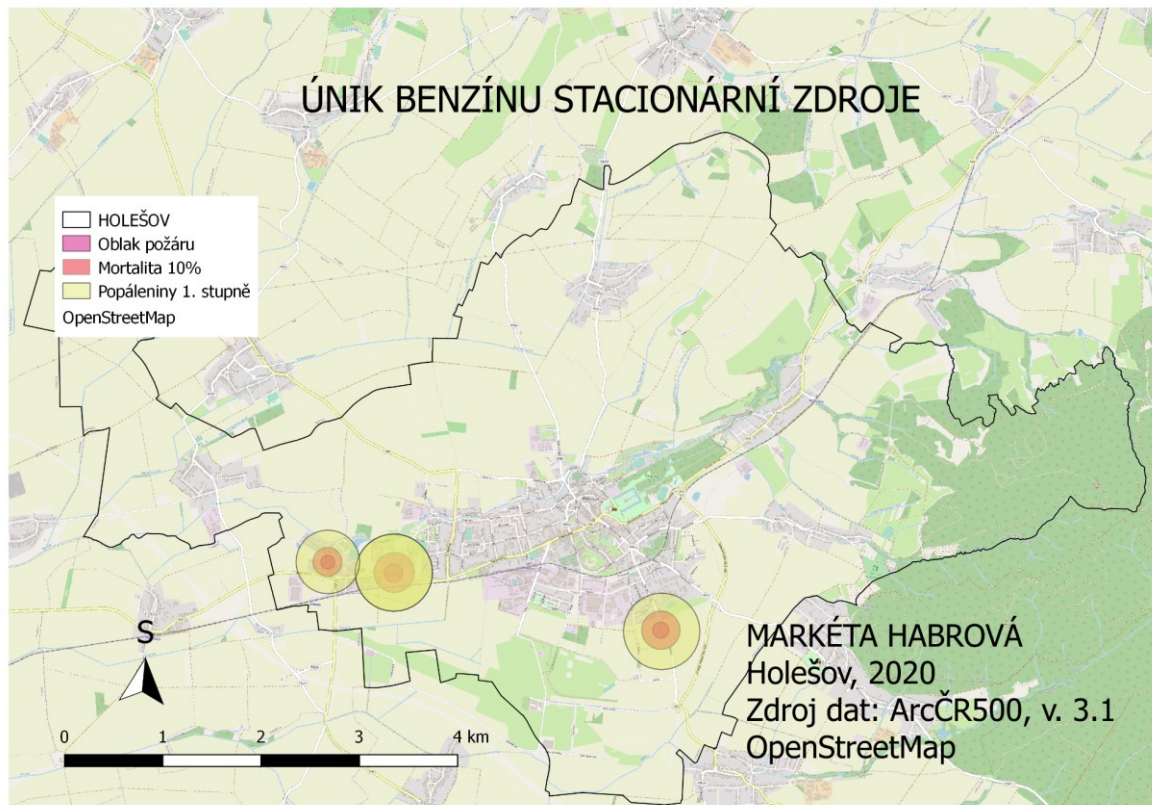 ÚNIK BENZÍNU STACIONÁRNÍ ZDROJE
HOLEŠOV
Oblak požáru
Mortalita 10%
Popáleniny 1. stupně
OpenStreetMap
S
0 1 2 3 4 km
MARKÉTA HABROVÁ
Holešov, 2020
Zdroj dat: ArcČR500, v. 3.1
OpenStreetMap